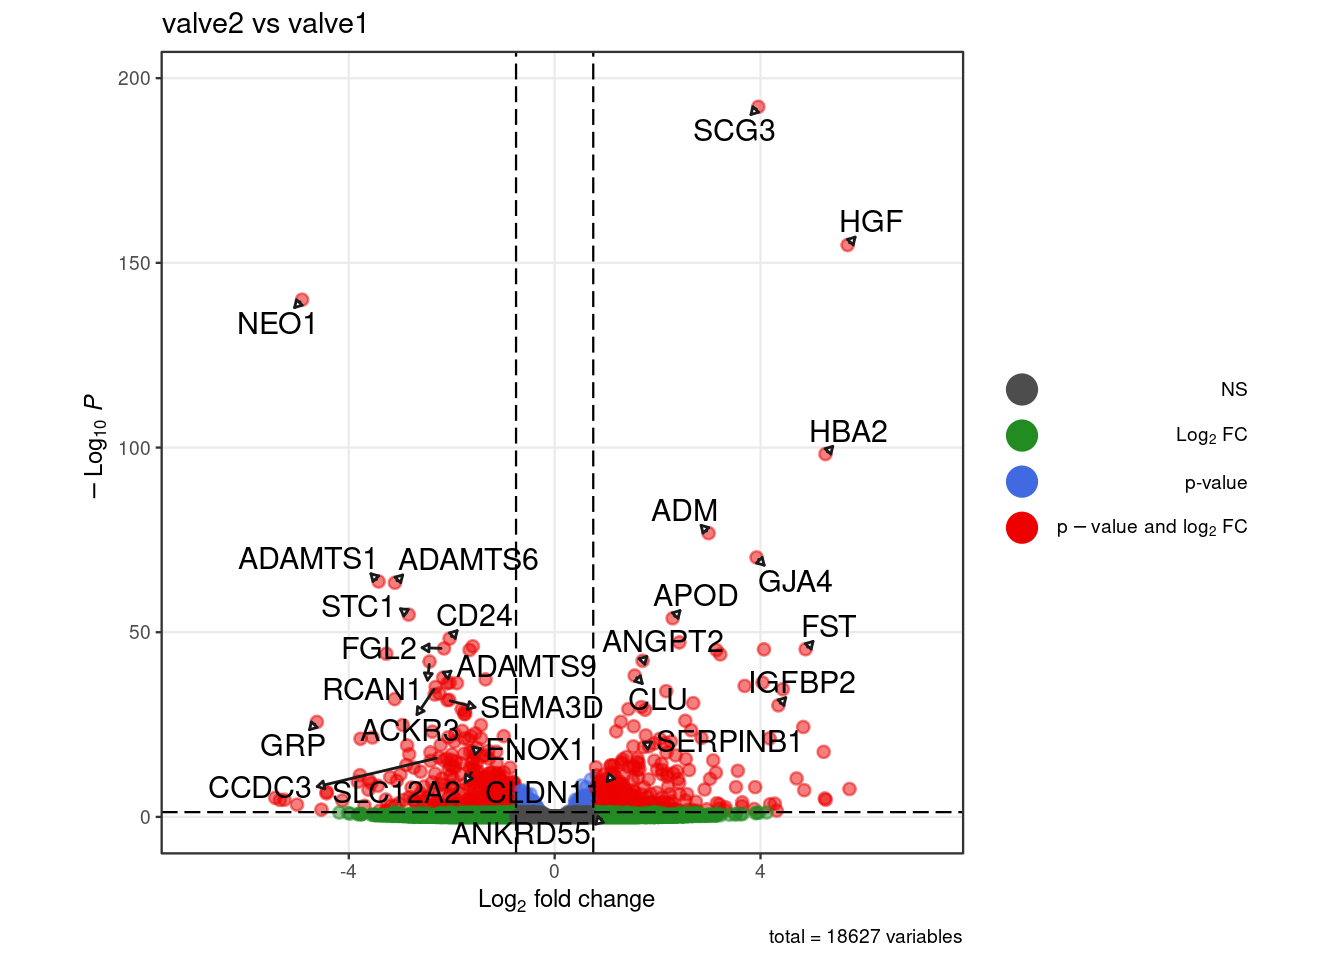 valve2 vs valve1
200
150
100
50
0
− Log10 P
SCG3
HGF
NEO1
HBA2
ADM
ADAMTS1
ADAMTS6
GJA4
STC1
APOD
CD24
FST
FGL2
ANGPT2
ADAMTS9
RCAN1
IGFBP2
CLU
SEMA3D
ACKR3
GRP
ENOX1
SERPINB1
CCDC3
SLC12A2
CLDN11
ANKRD55
-4
0
4
Log2 fold change
NS
Log2 FC
p-value
p − value and log2 FC
total = 18627 variables